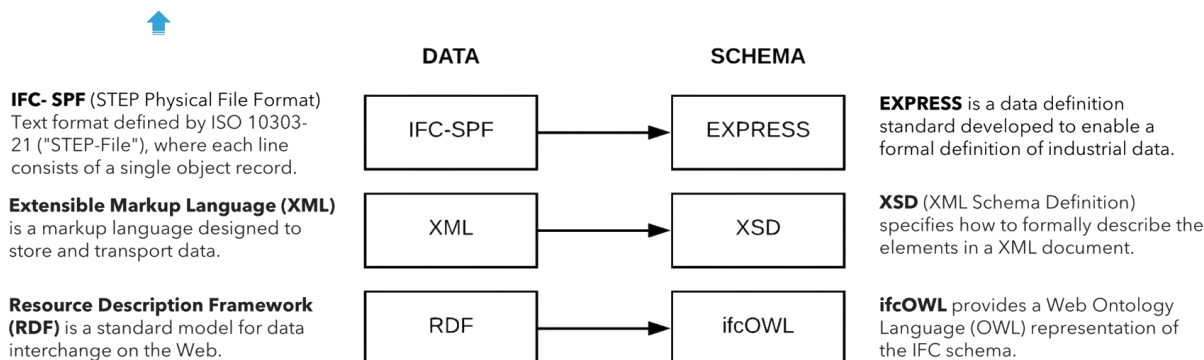 DATA
SCHEMA
IFC- SPF (STEP Physical File Format)
Text format defined by ISO 10303-
21 ("STEP-File"), where each line
consists of a single object record.
IFC-SPF
EXPRESS
EXPRESS is a data definition
standard developed to enable a
formal definition of industrial data.
Extensible Markup Language (XML)
is a markup language designed to
store and transport data.
XML
XSD
XSD (XML Schema Definition)
specifies how to formally describe the
elements in a XML document.
Resource Description Framework
(RDF) is a standard model for data
interchange on the Web.
RDF
ifcOWL
ifcOWL provides a Web Ontology
Language (OWL) representation of
the IFC schema.